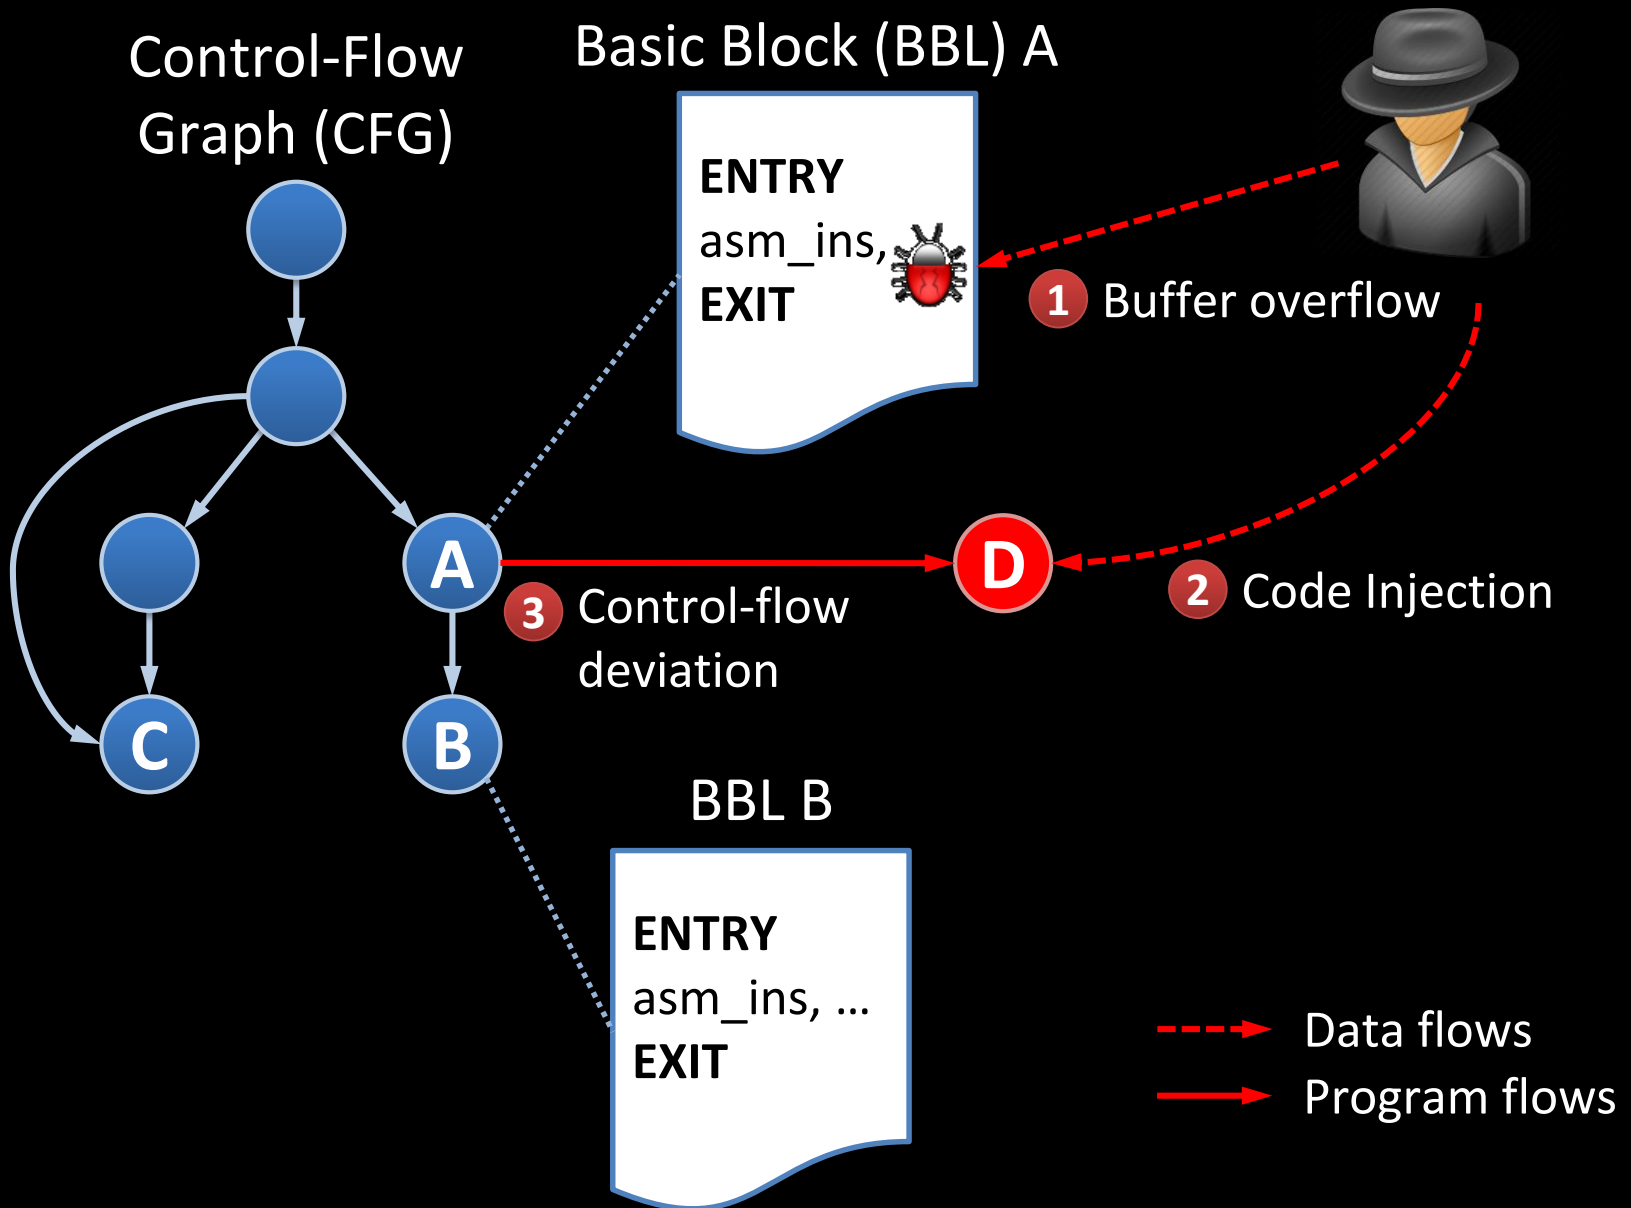 Control-Flow
Graph (CFG)
Basic Block (BBL) A
ENTRY
asm_ins,
EXIT
1 Buffer overflow
A
D
2 Code Injection
3 Control-flow
deviation
C
B
BBL B
ENTRY
asm_ins, ...
EXIT
Data flows
Program flows